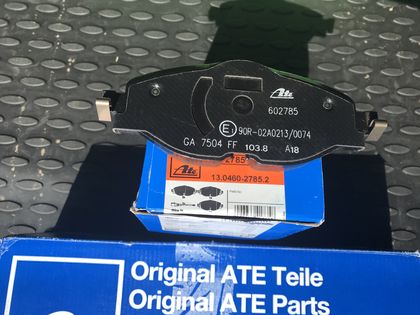 ATE
602785
E1 90R-02A0213/0074
GA 7504 FF 103.8 A18
ATE
2785
13.0460-2785.2
ATE
Original ATE Teile
Original ATE Parts